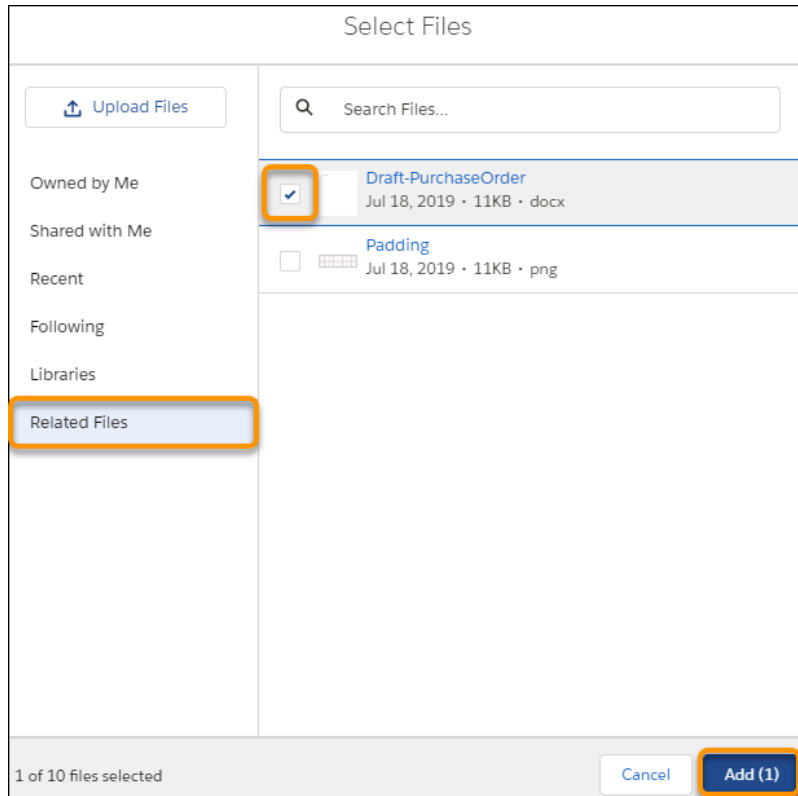 Select Files
Upload Files
Search Files...
Owned by Me
Shared with Me
Recent
Following
Libraries
Related Files
Draft-PurchaseOrder
Jul 18, 2019 • 11KB • docx
Padding
Jul 18, 2019 • 11KB • png
1 of 10 files selected
Cancel
Add (1)